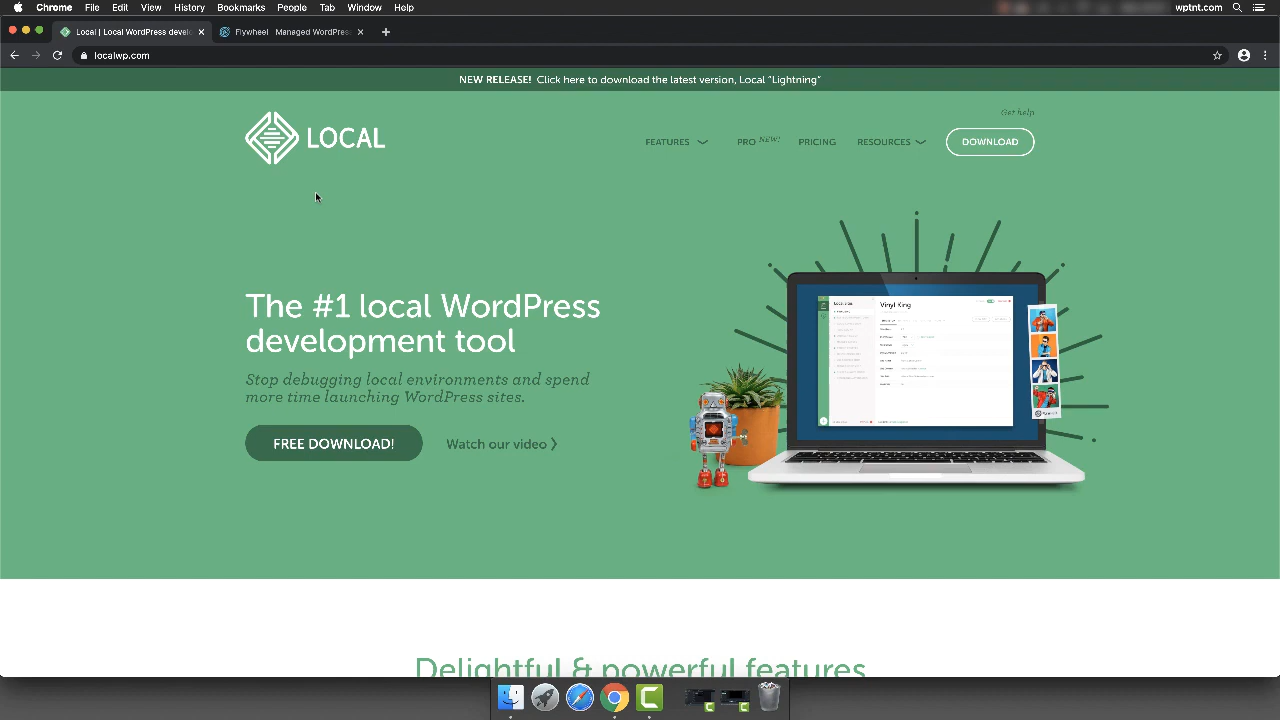 Chrome File Edit View History Bookmarks People Tab Window Help
wptnt.com
Local | Local WordPress devel
Flywheel Managed WordPress
localwp.com
NEW RELEASE! Click here to download the latest version, Local “Lightning”
Get help
LOCAL
FEATURES
PRO NEW!
PRICING
RESOURCES
DOWNLOAD
The #1 local WordPress
development tool
Stop debugging local environments and spend
more time launching WordPress sites.
FREE DOWNLOAD!
Watch our video
Local sites
Vinyl King
Delightful & powerful features